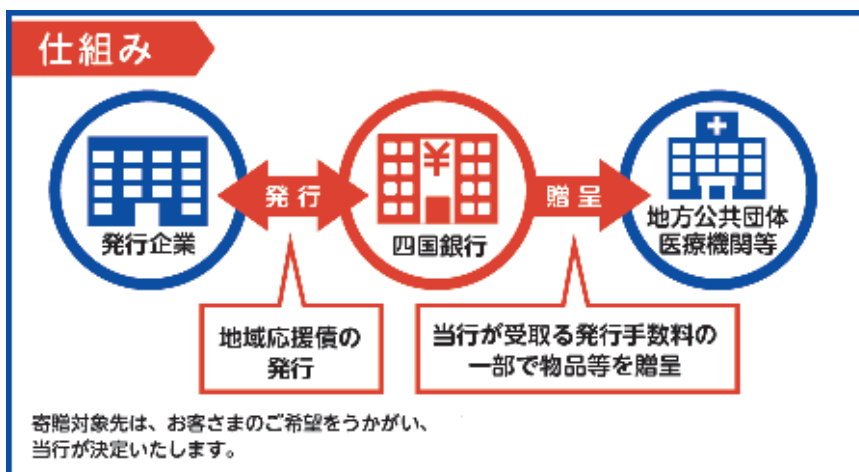 仕組み
発行
贈呈
¥
発行企業
四国銀行
地方公共団体
医療機関等
地域応援債の
発行
当行が受取る発行手数料の
一部で物品等を贈呈
寄贈対象先は、お客さまのご希望をうかがい、
当行が決定いたします。